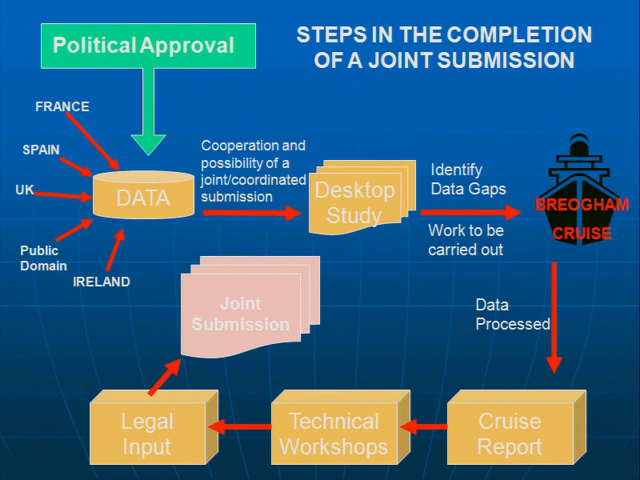 Political Approval
STEPS IN THE COMPLETION
OF A JOINT SUBMISSION
FRANCE
SPAIN
UK
Public
Domain
IRELAND
DATA
Cooperation and
possibility of a
joint/coordinated
submission
Desktop
Study
Identify
Data Gaps
Work to be
carried out
BREOGHAM
CRUISE
Data
Processed
Joint
Submission
Legal
Input
Technical
Workshops
Cruise
Report